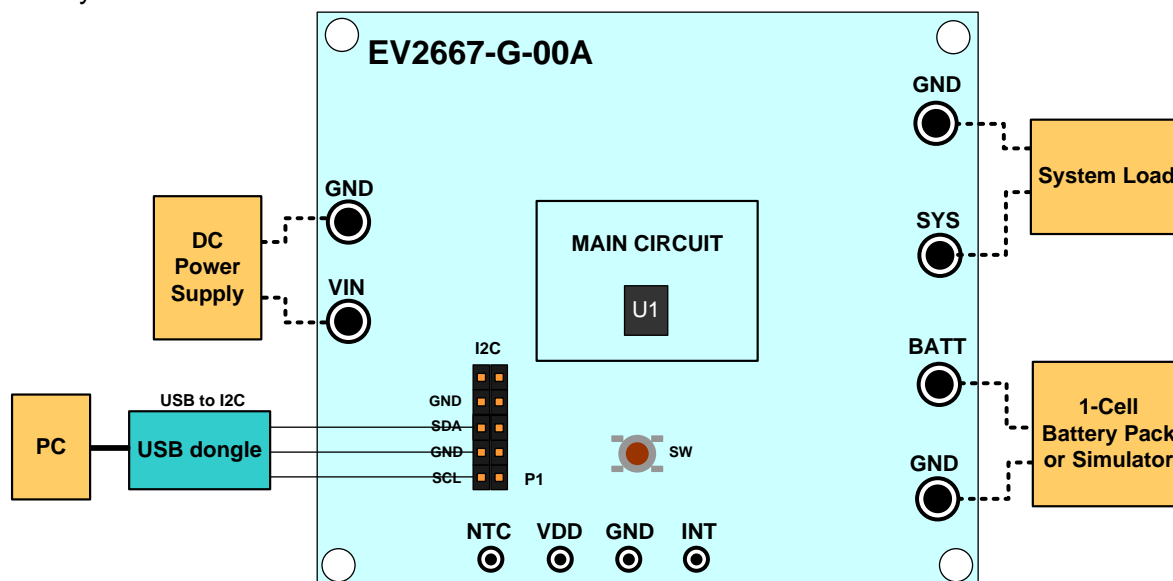 EV2667-G-00A
GND
System Load
SYS
GND
DC
Power
Supply
VIN
MAIN CIRCUIT
U1
BATT
1-Cell
Battery Pack
or Simulator
GND
I2C
GND
SDA
GND
SCL
P1
USB to I2C
PC
USB dongle
SW
NTC
VDD
GND
INT